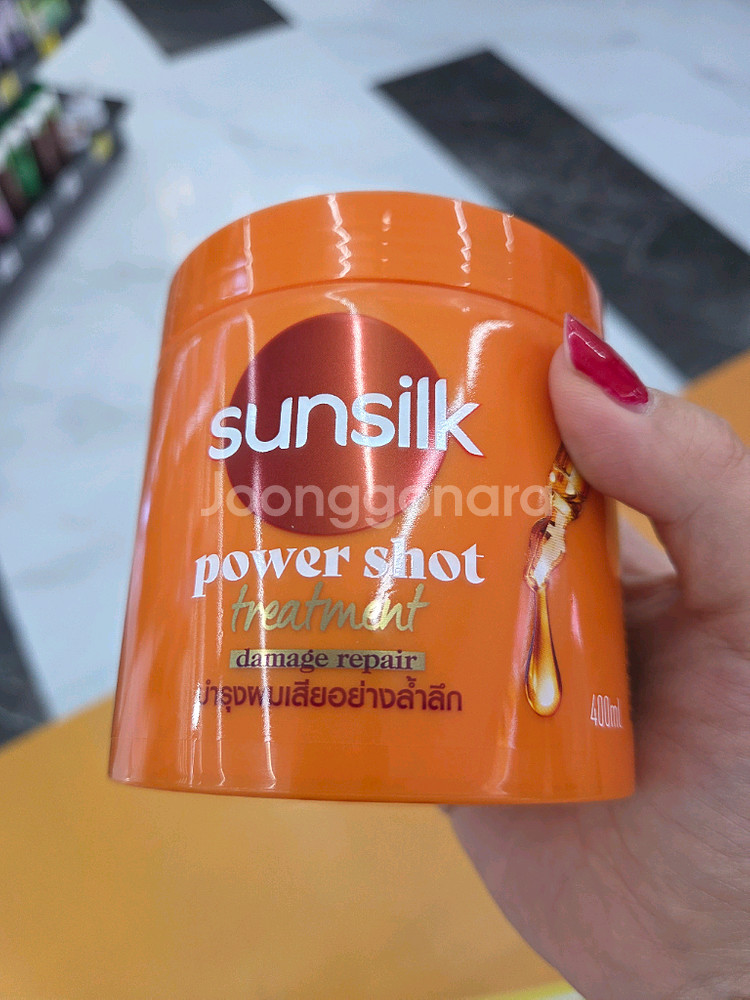 sunsilk
Joonggonara
power shot
treatment
damage repair
บำรุงผมเสียอย่างล้ำลึก
400ml